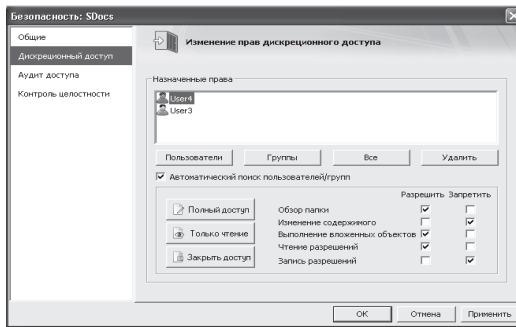 Безопасность: SDocs
Общие
Дискреционный доступ
Аудит доступа
Контроль целостности
Изменение прав дискреционного доступа
Назначенные права
User4
User3
Пользователи Группы Все Удалить
Автоматический поиск пользователей/групп
Разрешить Запретить
Полный доступ
Только чтение
Закрыть доступ
Обзор папки
Изменение содержимого
Выполнение вложенных объектов
Чтение разрешений
Запись разрешений
OK Отмена Применить